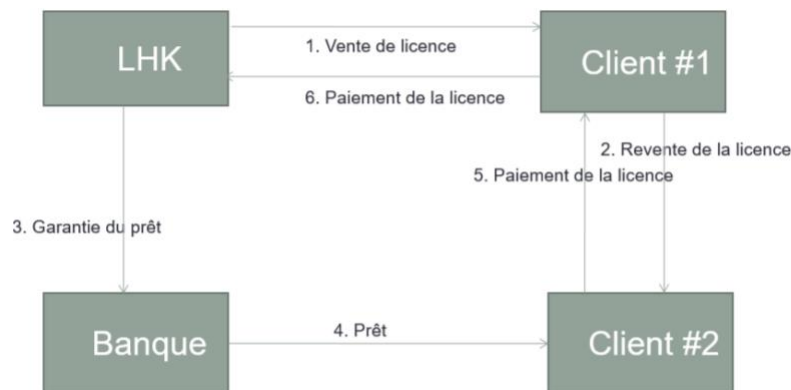 LHK
1. Vente de licence
Client #1
6. Paiement de la licence
2. Revente de la licence
5. Paiement de la licence
3. Garantie du prêt
Banque
4. Prêt
Client #2